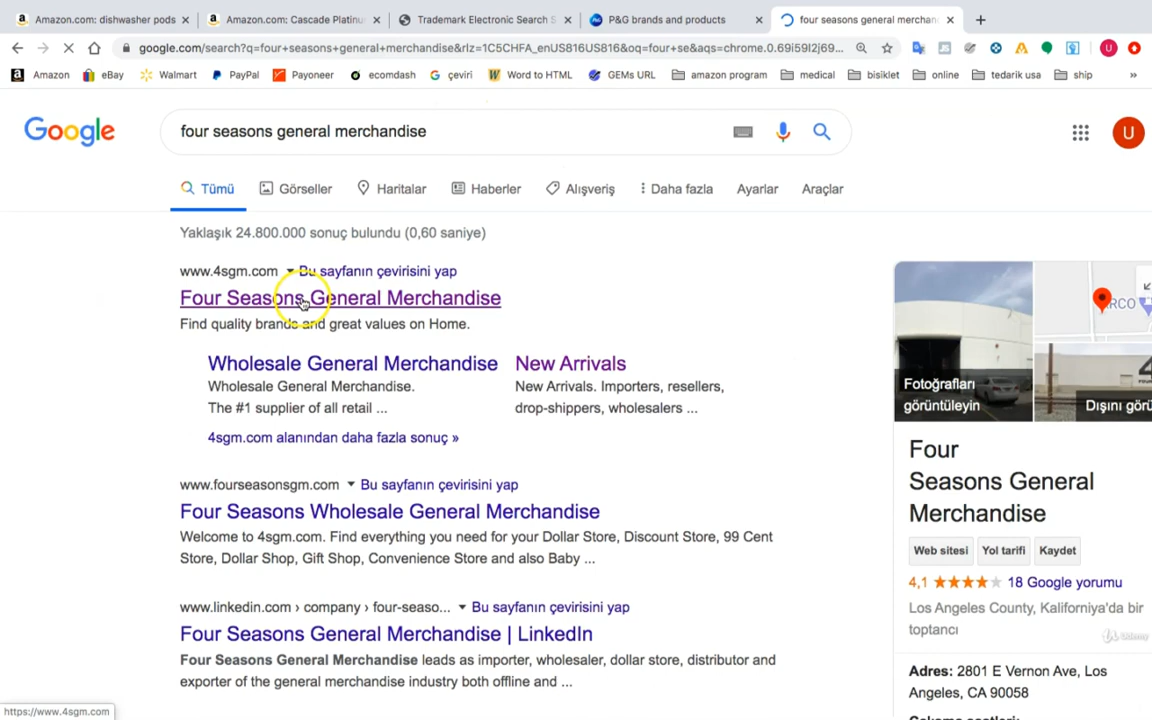 Amazon.com: dishwasher pods
Amazon.com: Cascade Platinu
Trademark Electronic Search S
P&G brands and products
four seasons general merchan
google.com/search?q=four+seasons+general+merchandise&rlz=1C5CHFA_enUS816US816&oq=four+se&aqs=chrome.0.69i59l2j69...
Amazon
eBay
Walmart
PayPal
Payoneer
ecomdash
çeviri
Word to HTML
GEMs URL
amazon program
medical
bisiklet
online
tedarik usa
ship
»
Google
four seasons general merchandise
Tümü
Görseller
Haritalar
Haberler
Alışveriş
Daha fazla
Ayarlar
Araçlar
Yaklaşık 24.800.000 sonuç bulundu (0,60 saniye)
www.4sgm.com Bu sayfanın çevirisini yap
Four Seasons General Merchandise
Find quality brands and great values on Home.
Wholesale General Merchandise
Wholesale General Merchandise.
The #1 supplier of all retail ...
New Arrivals
New Arrivals. Importers, resellers,
drop-shippers, wholesalers ...
4sgm.com alanından daha fazla sonuç »
www.fourseasonsgm.com Bu sayfanın çevirisini yap
Four Seasons Wholesale General Merchandise
Welcome to 4sgm.com. Find everything you need for your Dollar Store, Discount Store, 99 Cent
Store, Dollar Shop, Gift Shop, Convenience Store and also Baby ...
www.linkedin.com › company › four-seaso... Bu sayfanın çevirisini yap
Four Seasons General Merchandise | LinkedIn
Four Seasons General Merchandise leads as importer, wholesaler, dollar store, distributor and
exporter of the general merchandise industry both offline and ...
Fotoğrafları
görüntüleyin
Dışını görü
Four
Seasons General
Merchandise
Web sitesi
Yol tarifi
Kaydet
4,1 18 Google yorumu
Los Angeles County, Kaliforniya'da bir
toptancı
Udemy
Adres: 2801 E Vernon Ave, Los
Angeles, CA 90058
https://www.4sgm.com